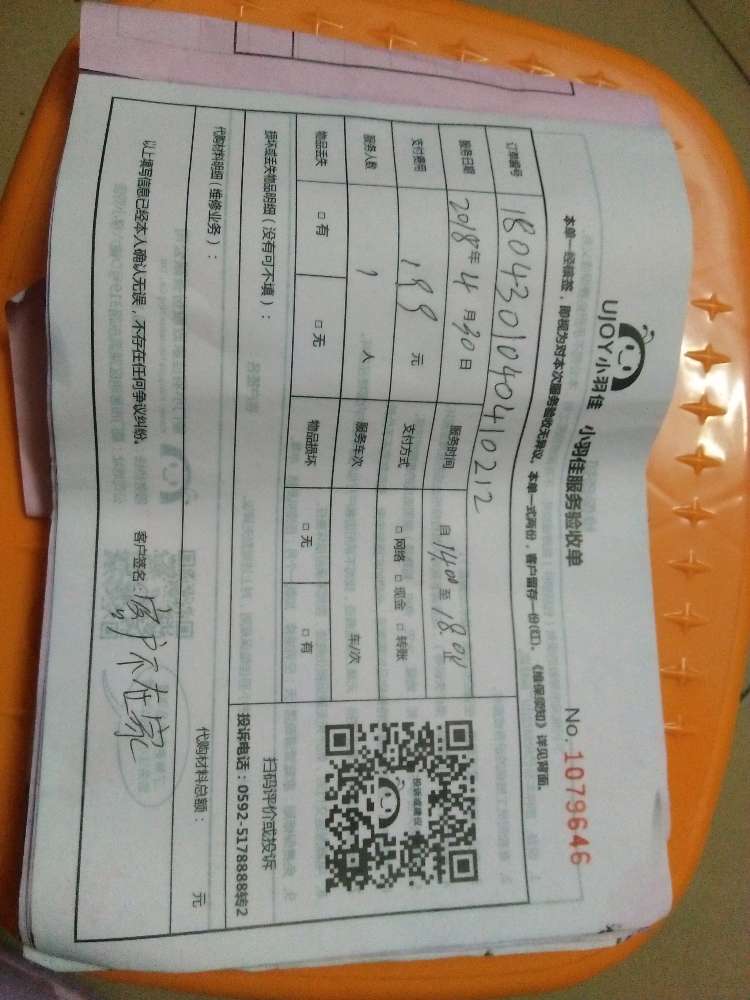 UJOY小羽佳 小羽佳服务验收单
No. 1079646
本单一经签签，即视为对本次服务验收无异议。本单一式两份，客户留存一份(红)。《维保须知》详见背面。
订单编号 1804301040410212
服务日期 2018年4月30日 服务时间 自14.00至18.00止
支付费用 199元 支付方式 □网络 □现金 □转账
服务人数 1人 服务车次 车/次
物品丢失 □有 □无 物品损坏 □无 □有
损坏或丢失物品明细（没有可不填）：
扫码评价或投诉
投诉电话：0592-5178888转2
代购材料明细（维修业务）：
代购材料总额： 元
以上填写信息已经本人确认无误，不存在任何争议纠纷。 客户签名：客户不在家